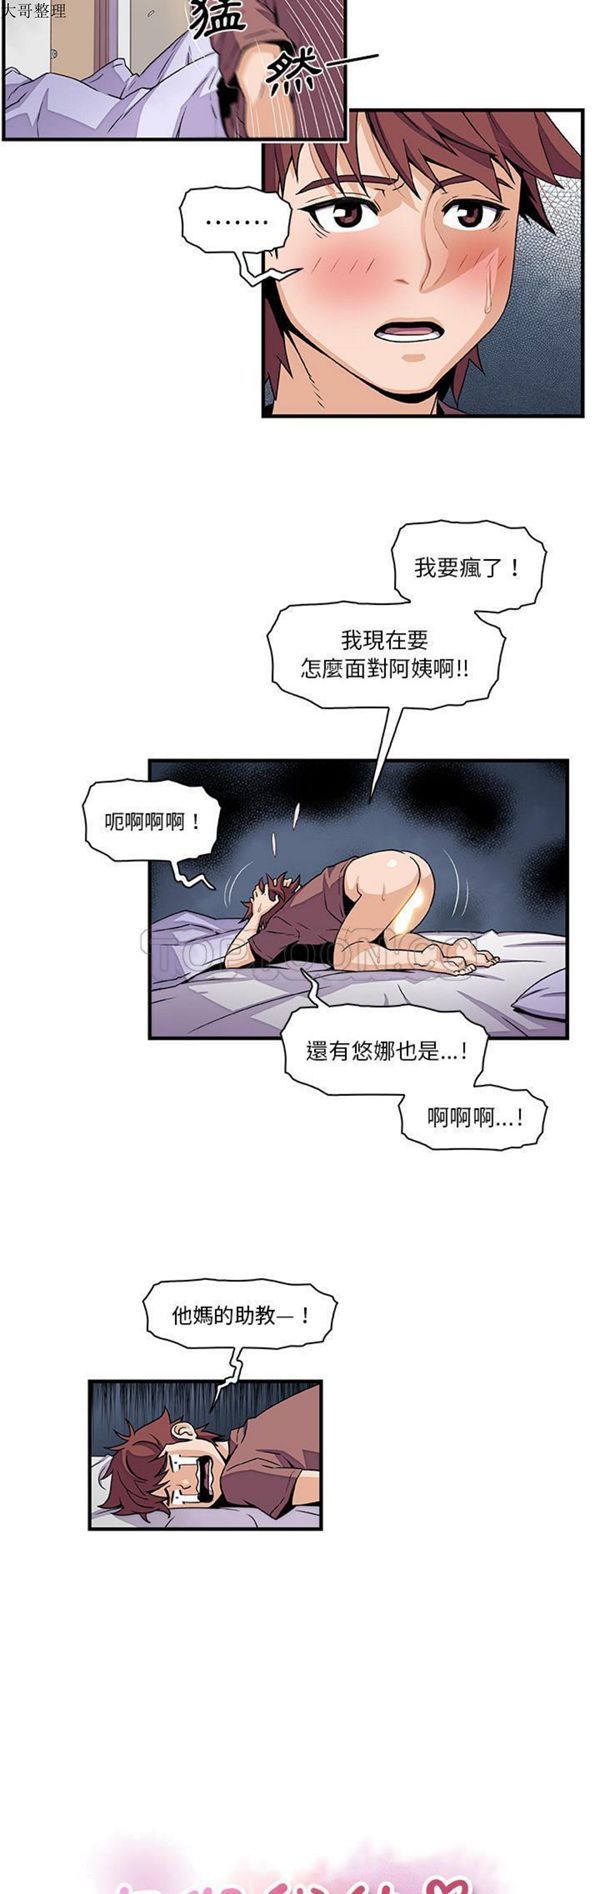 大哥整理
猛
然—
.......
我要瘋了！
我現在要
怎麼面對阿姨啊!!
呃啊啊啊！
TOPTOON.CC
還有悠娜也是...!
啊啊啊...!
他媽的助教—！